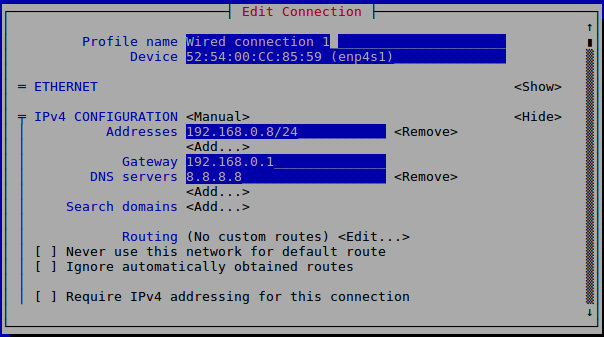 Edit Connection
Profile name Wired connection 1
Device 52:54:00:CC:85:59 (enp4s1)
= ETHERNET <Show>
IPv4 CONFIGURATION <Manual> <Hide>
Addresses 192.168.0.8/24 <Remove>
<Add...>
Gateway 192.168.0.1
DNS servers 8.8.8.8 <Remove>
<Add...>
Search domains <Add...>
Routing (No custom routes) <Edit...>
[ ] Never use this network for default route
[ ] Ignore automatically obtained routes
[ ] Require IPv4 addressing for this connection